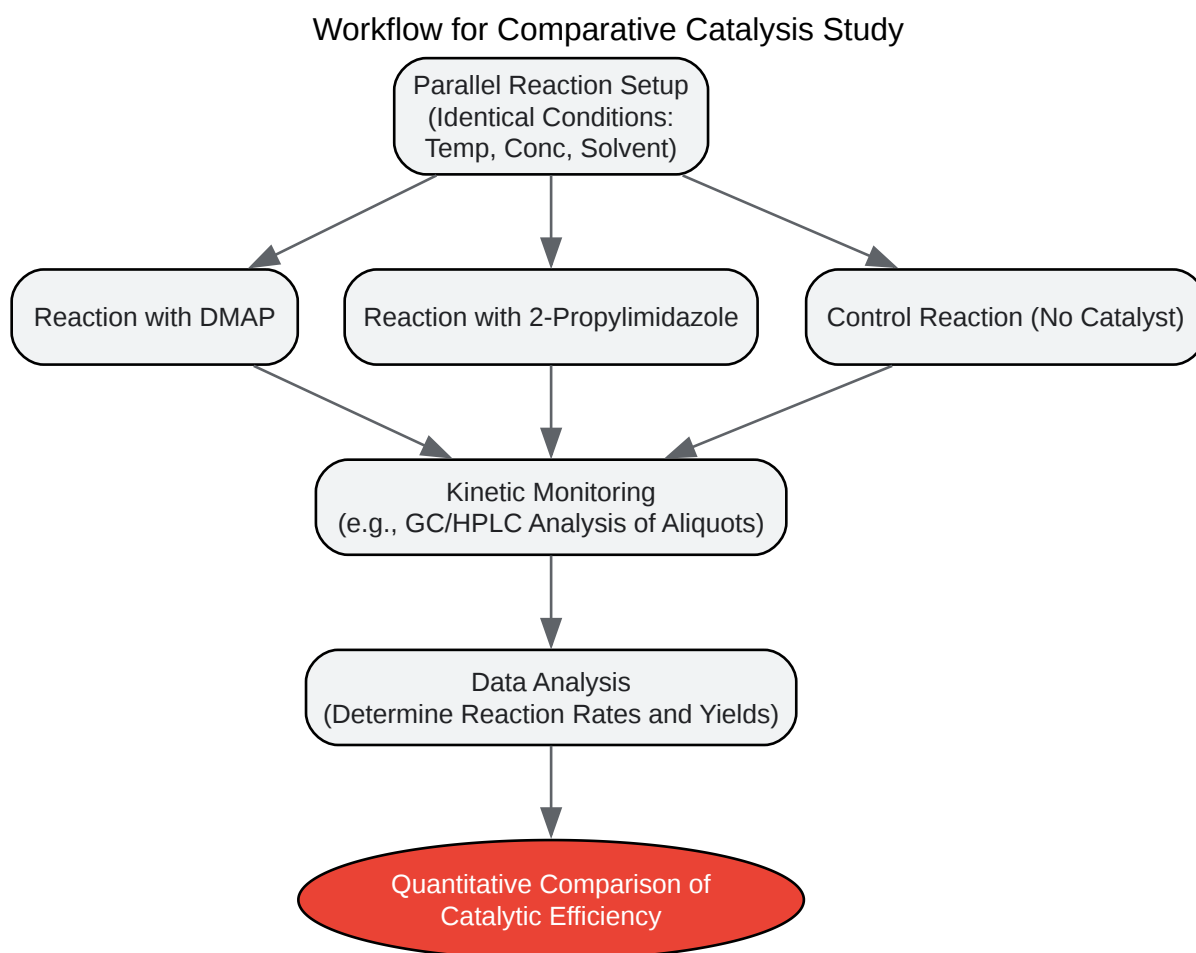 Workflow for Comparative Catalysis Study
Parallel Reaction Setup
(Identical Conditions:
Temp, Conc, Solvent)
Reaction with DMAP
Reaction with 2-Propylimidazole
Control Reaction (No Catalyst)
Kinetic Monitoring
(e.g., GC/HPLC Analysis of Aliquots)
Data Analysis
(Determine Reaction Rates and Yields)
Quantitative Comparison of
Catalytic Efficiency